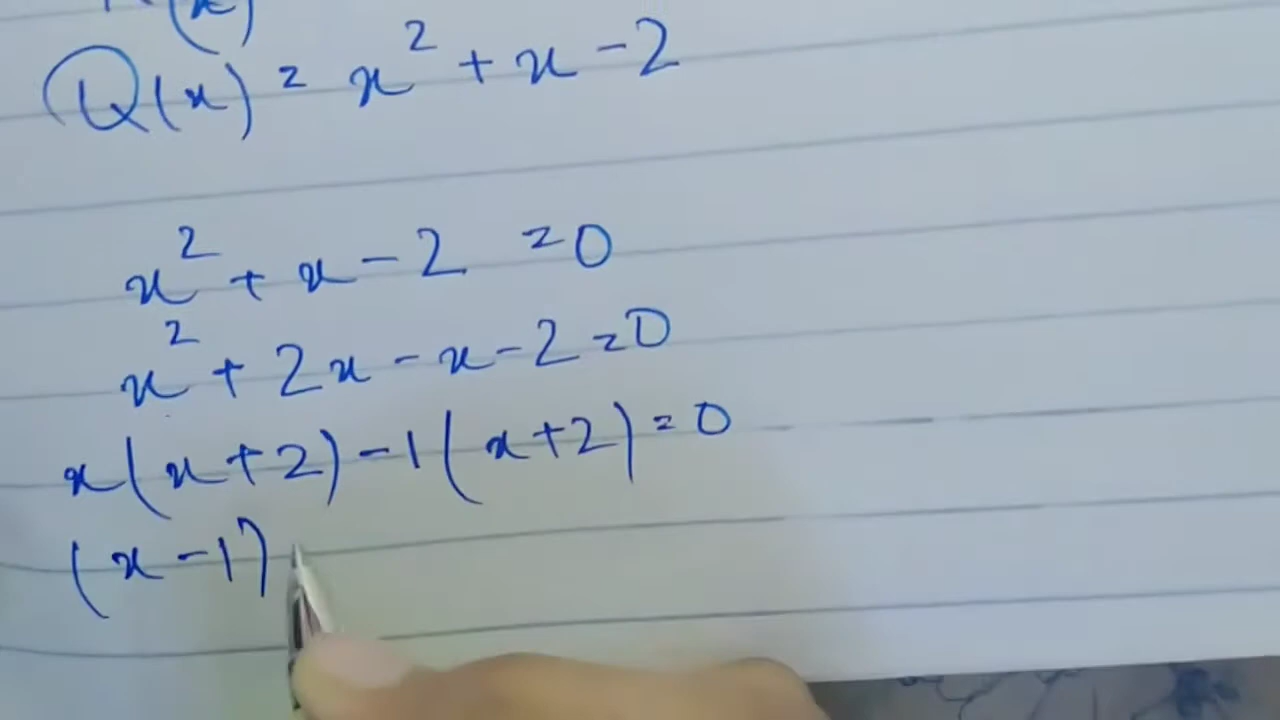 (x)
Q(x) = x² + x - 2
x² + x - 2 = 0
x² + 2x - x - 2 = 0
x(x+2) - 1(x+2) = 0
(x-1)